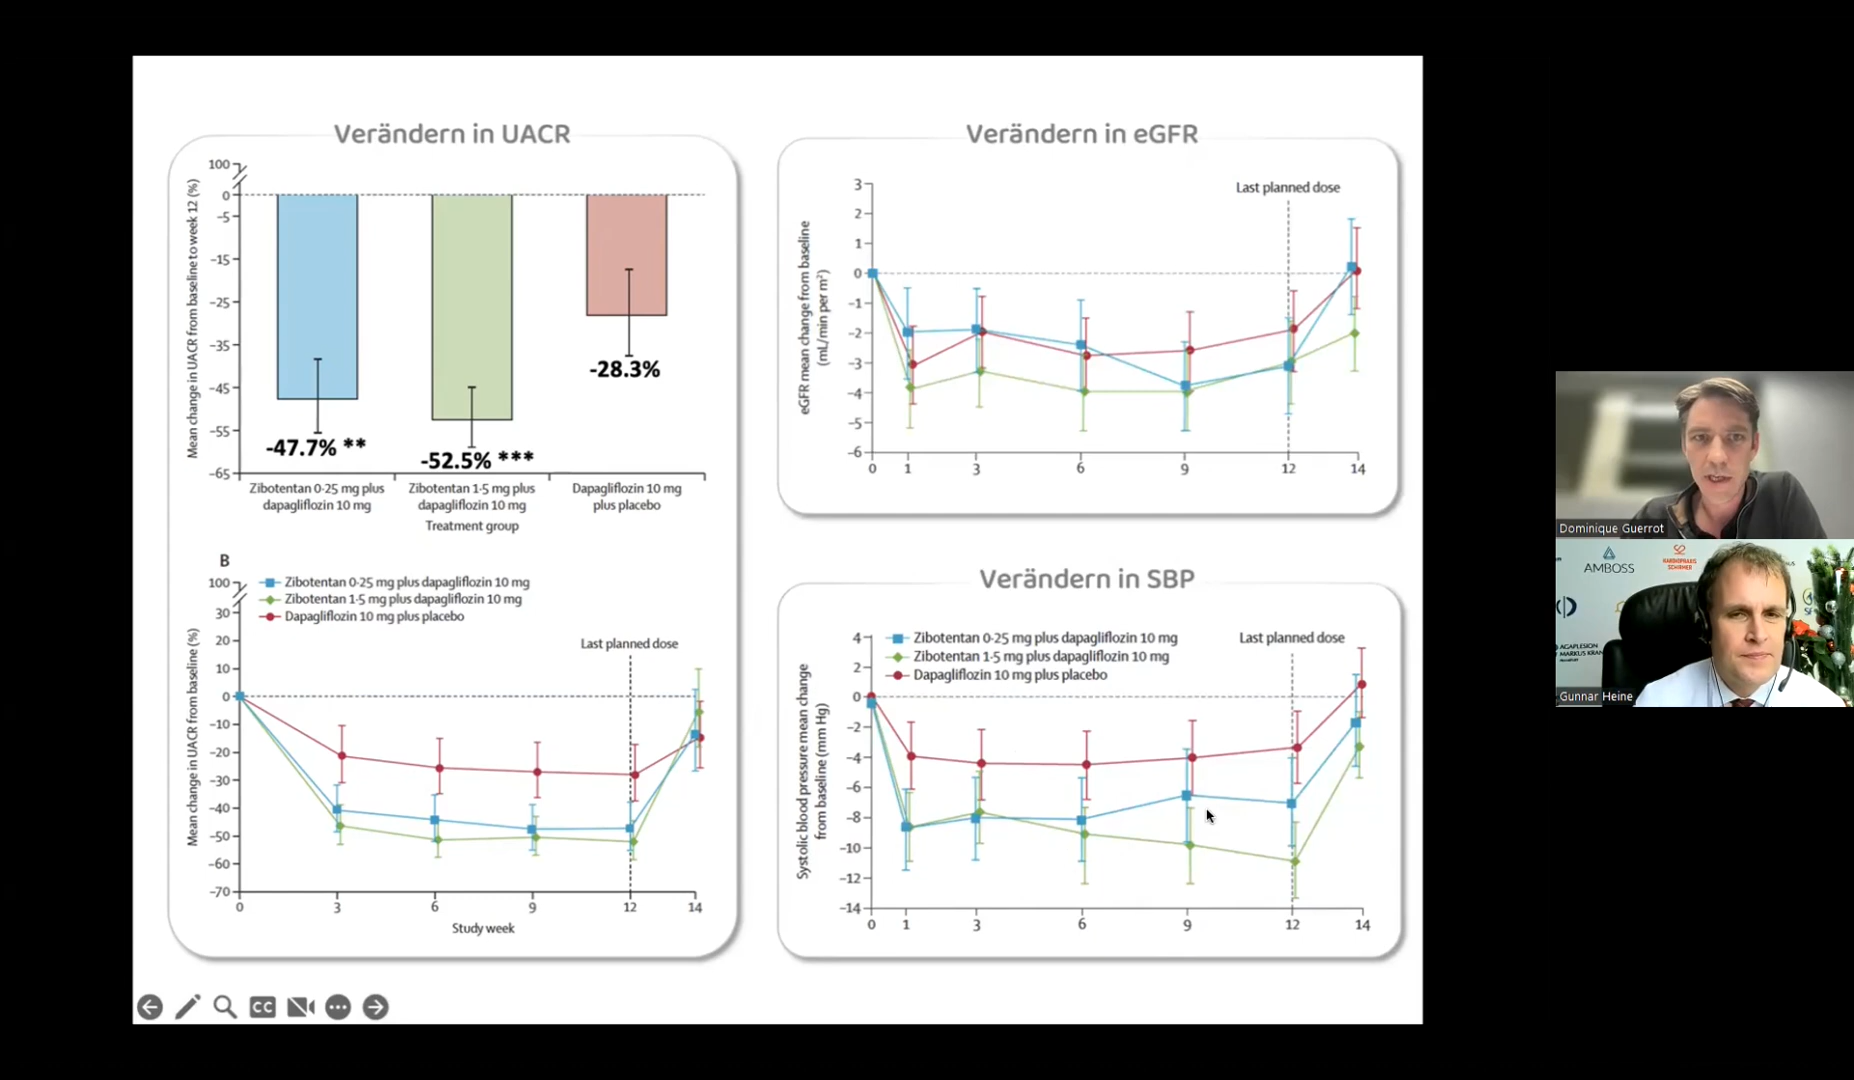 Verändern in UACR
Mean change in UACR from baseline to week 12 (%)
100
0
-5
-15
-25
-35
-45
-55
-65
-47.7% **
-52.5% ***
-28.3%
Zibotentan 0·25 mg plus
dapagliflozin 10 mg
Zibotentan 1·5 mg plus
dapagliflozin 10 mg
Dapagliflozin 10 mg
plus placebo
Treatment group
B
Zibotentan 0·25 mg plus dapagliflozin 10 mg
Zibotentan 1·5 mg plus dapagliflozin 10 mg
Dapagliflozin 10 mg plus placebo
Last planned dose
Mean change in UACR from baseline (%)
100
30
20
10
0
-10
-20
-30
-40
-50
-60
-70
0 3 6 9 12 14
Study week
Verändern in eGFR
Last planned dose
eGFR mean change from baseline
(mL/min per m²)
3
2
1
0
-1
-2
-3
-4
-5
-6
0 1 3 6 9 12 14
Verändern in SBP
Zibotentan 0·25 mg plus dapagliflozin 10 mg
Zibotentan 1·5 mg plus dapagliflozin 10 mg
Dapagliflozin 10 mg plus placebo
Last planned dose
Systolic blood pressure mean change
from baseline (mm Hg)
4
2
0
-2
-4
-6
-8
-10
-12
-14
0 1 3 6 9 12 14
CC
Dominique Guerrot
AMBOSS
KARDIOPRAXIS
SCHIRMER
AGAPLESION
MARKUS KRAN
Gunnar Heine